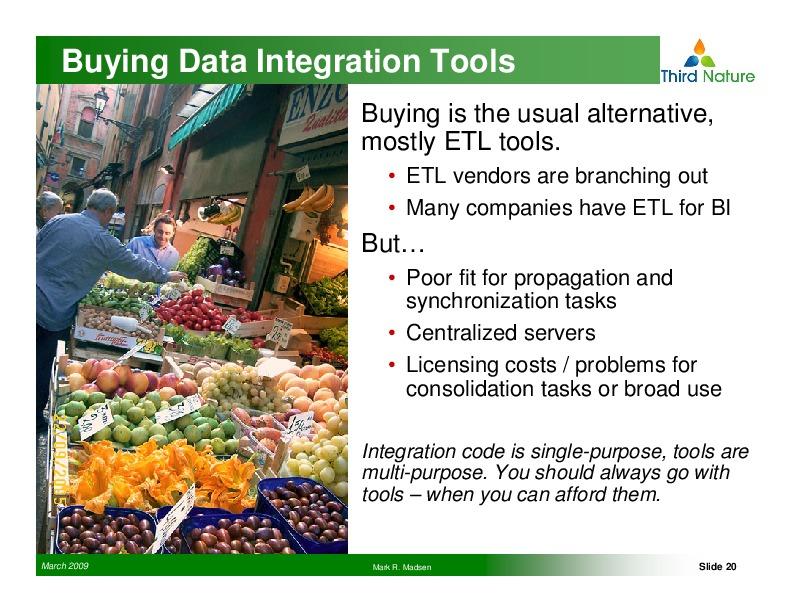 Buying Data Integration Tools
Third Nature
Buying is the usual alternative,
mostly ETL tools.
• ETL vendors are branching out
• Many companies have ETL for BI
But…
• Poor fit for propagation and
synchronization tasks
• Centralized servers
• Licensing costs / problems for
consolidation tasks or broad use
Integration code is single-purpose, tools are
multi-purpose. You should always go with
tools – when you can afford them.
ENZO
March 2009
Mark R. Madsen
Slide 20